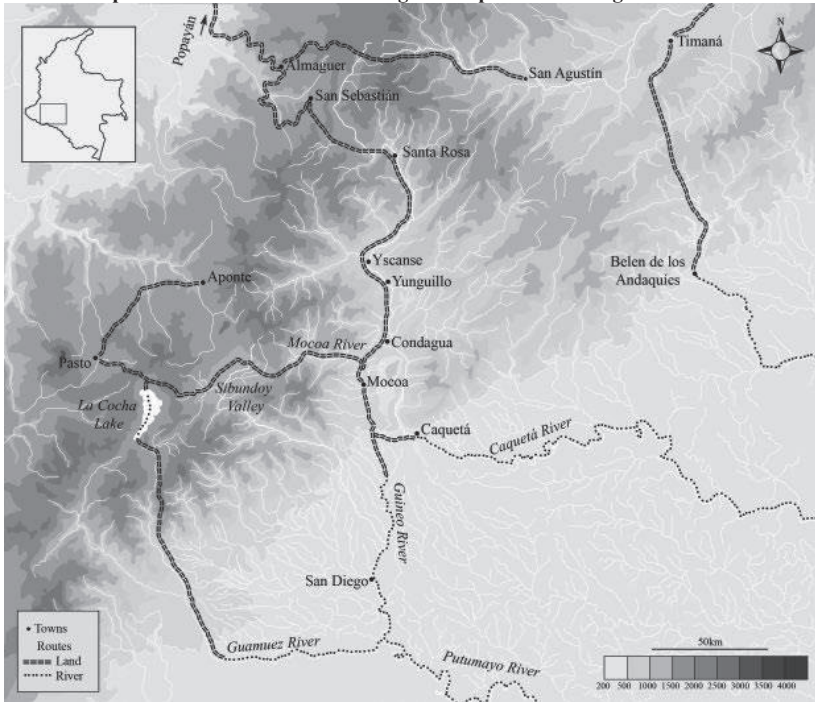 N
Popayán
Almaguer
Timaná
San Agustín
San Sebastián
Santa Rosa
Yscanse
Aponte
Yunguillo
Belen de los
Andaquies
Mocoa River
Condagua
Pasto
Sibundoy
Valley
Mocoa
La Cocha
Lake
Caquetá
Caquetá River
Guineo River
San Diego
Guamuez River
Putumayo River
Towns
Routes
Land
River
50km
200 500 1000 1500 2000 2500 3000 3500 4000